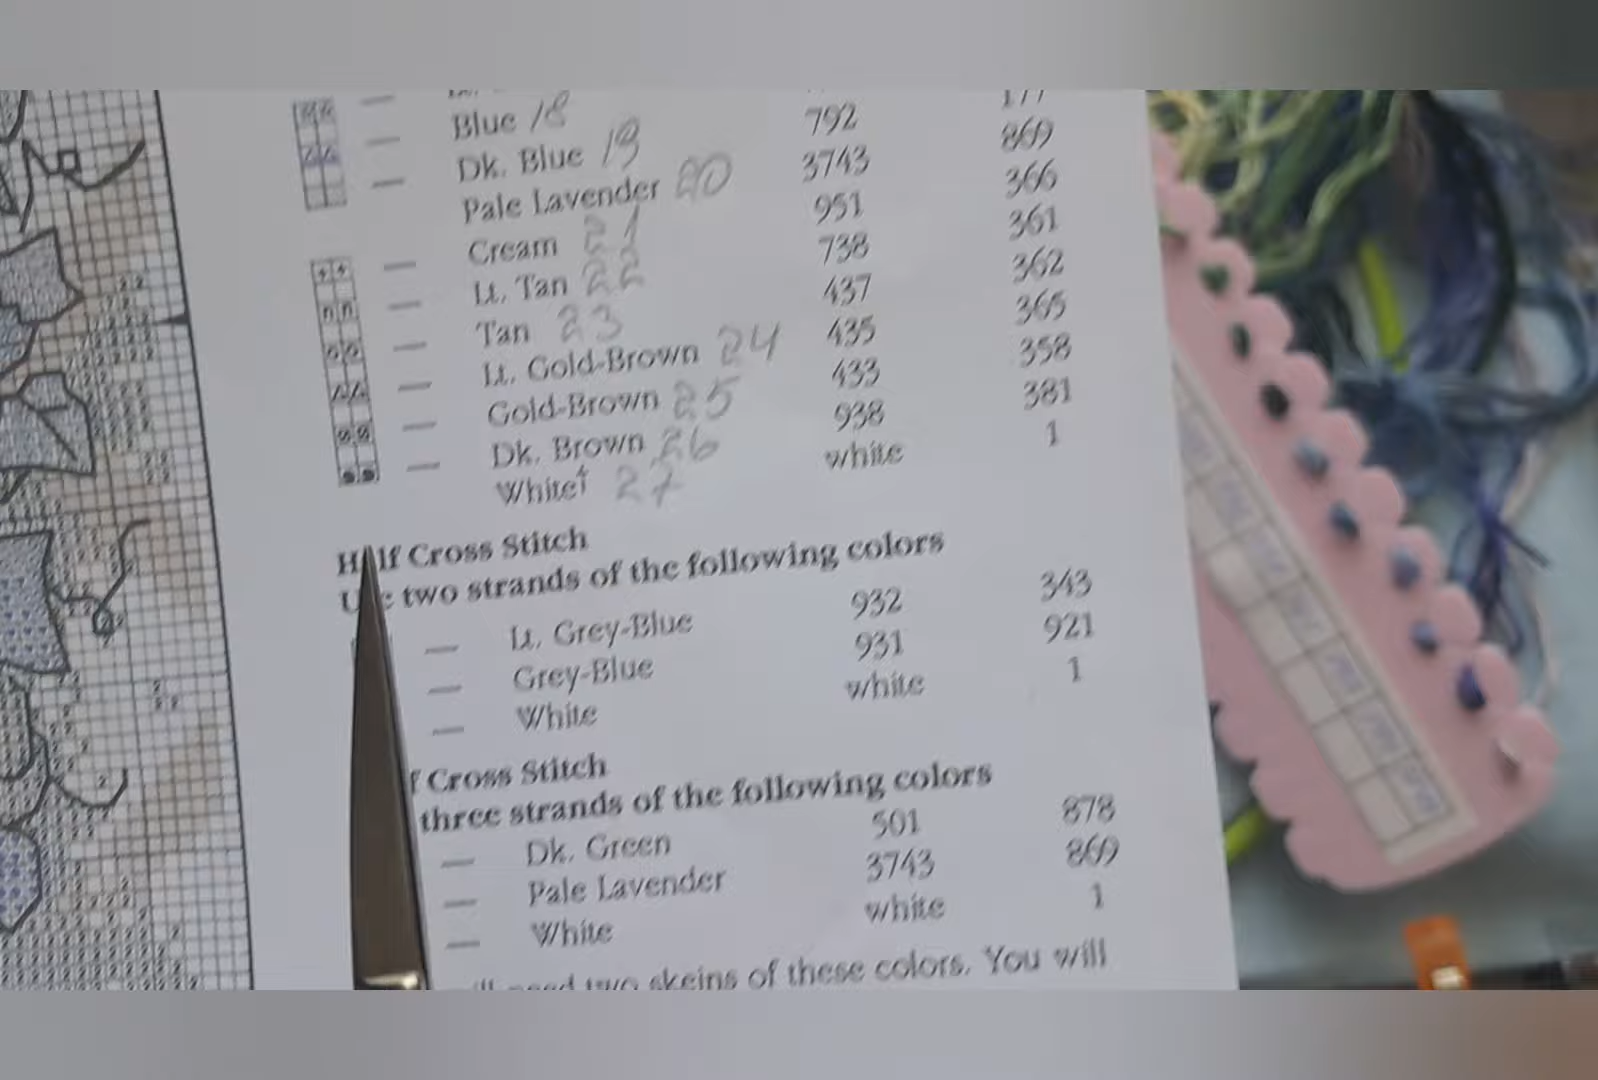 Blue 18
Dk. Blue 19 792
Pale Lavender 20 3743 869
Cream 21 951 366
Lt. Tan 22 738 361
Tan 23 437 362
Lt. Gold-Brown 24 435 365
Gold-Brown 25 433 358
Dk. Brown 26 938 381
White† 27 white 1
Half Cross Stitch
Use two strands of the following colors
Lt. Grey-Blue 932 343
Grey-Blue 931 921
White white 1
Cross Stitch
three strands of the following colors
Dk. Green 501 878
Pale Lavender 3743 869
White white 1
need two skeins of these colors. You will